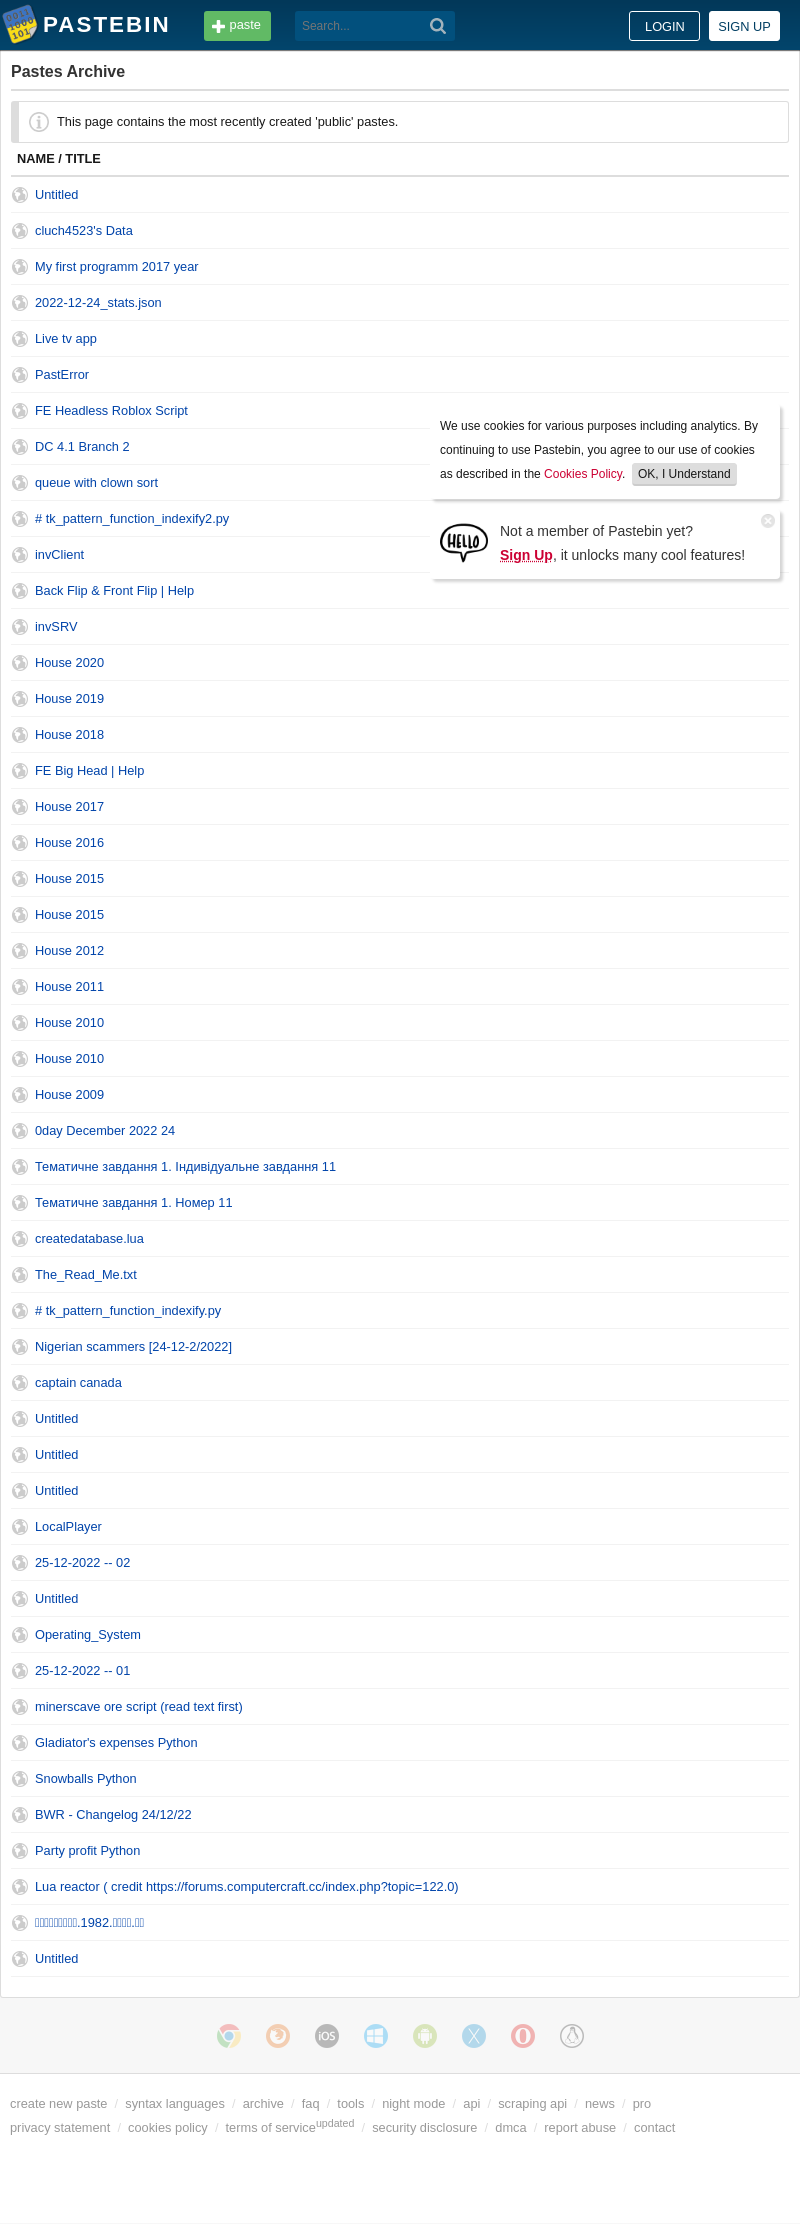 PASTEBIN
paste
Search...
LOGIN
SIGN UP
Pastes Archive
This page contains the most recently created 'public' pastes.
NAME / TITLE
Untitled
cluch4523's Data
My first programm 2017 year
2022-12-24_stats.json
Live tv app
PastError
FE Headless Roblox Script
DC 4.1 Branch 2
queue with clown sort
# tk_pattern_function_indexify2.py
invClient
Back Flip & Front Flip | Help
We use cookies for various purposes including analytics. By
continuing to use Pastebin, you agree to our use of cookies
as described in the Cookies Policy. OK, I Understand
HELLO
Not a member of Pastebin yet?
Sign Up, it unlocks many cool features!
invSRV
House 2020
House 2019
House 2018
FE Big Head | Help
House 2017
House 2016
House 2015
House 2015
House 2012
House 2011
House 2010
House 2010
House 2009
0day December 2022 24
Тематичне завдання 1. Індивідуальне завдання 11
Тематичне завдання 1. Номер 11
createdatabase.lua
The_Read_Me.txt
# tk_pattern_function_indexify.py
Nigerian scammers [24-12-2/2022]
captain canada
Untitled
Untitled
Untitled
LocalPlayer
25-12-2022 -- 02
Untitled
Operating_System
25-12-2022 -- 01
minerscave ore script (read text first)
Gladiator's expenses Python
Snowballs Python
BWR - Changelog 24/12/22
Party profit Python
Lua reactor ( credit https://forums.computercraft.cc/index.php?topic=122.0)
.1982.
Untitled
iOS
create new paste / syntax languages / archive / faq / tools / night mode / api / scraping api / news / pro
privacy statement / cookies policy / terms of service updated / security disclosure / dmca / report abuse / contact